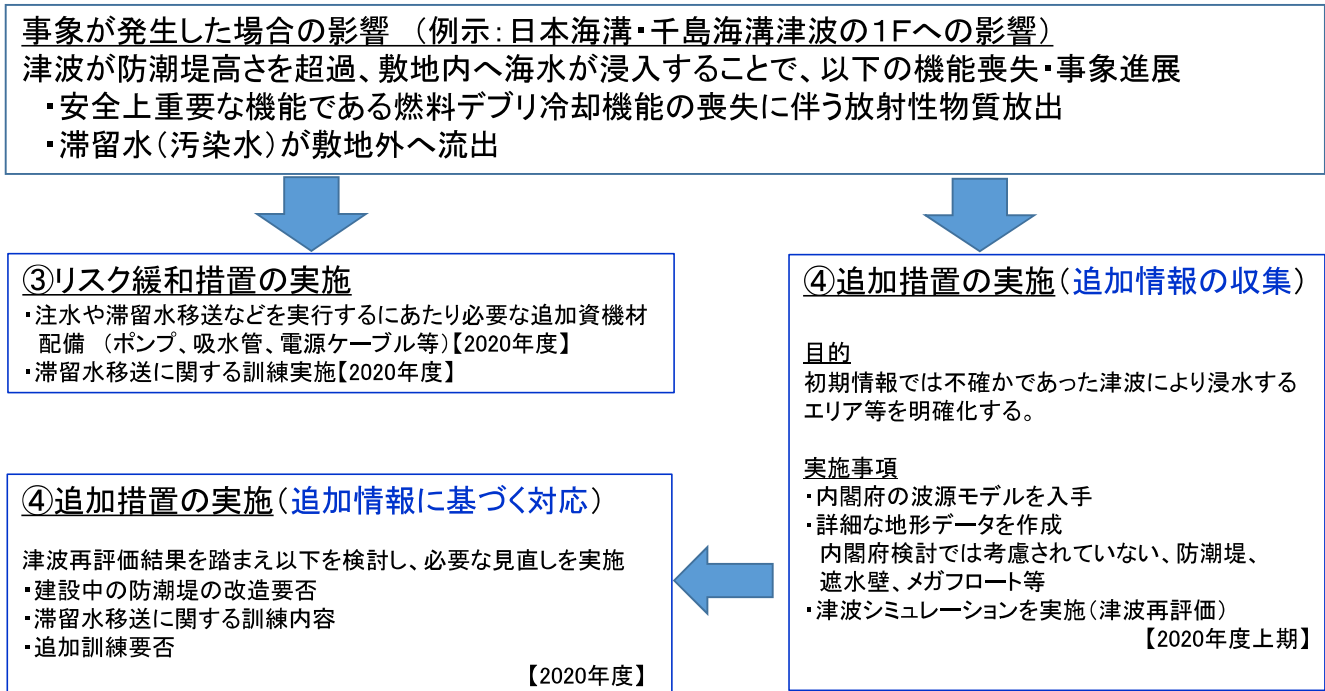 事象が発生した場合の影響 （例示：日本海溝・千島海溝津波の１Ｆへの影響）
津波が防潮堤高さを超過、敷地内へ海水が浸入することで、以下の機能喪失・事象進展
・安全上重要な機能である燃料デブリ冷却機能の喪失に伴う放射性物質放出
・滞留水（汚染水）が敷地外へ流出
③リスク緩和措置の実施
・注水や滞留水移送などを実行するにあたり必要な追加資機材
配備 （ポンプ、吸水管、電源ケーブル等）【2020年度】
・滞留水移送に関する訓練実施【2020年度】
④追加措置の実施（追加情報の収集）
目的
初期情報では不確かであった津波により浸水する
エリア等を明確化する。
実施事項
・内閣府の波源モデルを入手
・詳細な地形データを作成
内閣府検討では考慮されていない、防潮堤、
遮水壁、メガフロート等
・津波シミュレーションを実施（津波再評価）
【2020年度上期】
④追加措置の実施（追加情報に基づく対応）
津波再評価結果を踏まえ以下を検討し、必要な見直しを実施
・建設中の防潮堤の改造要否
・滞留水移送に関する訓練内容
・追加訓練要否
【2020年度】